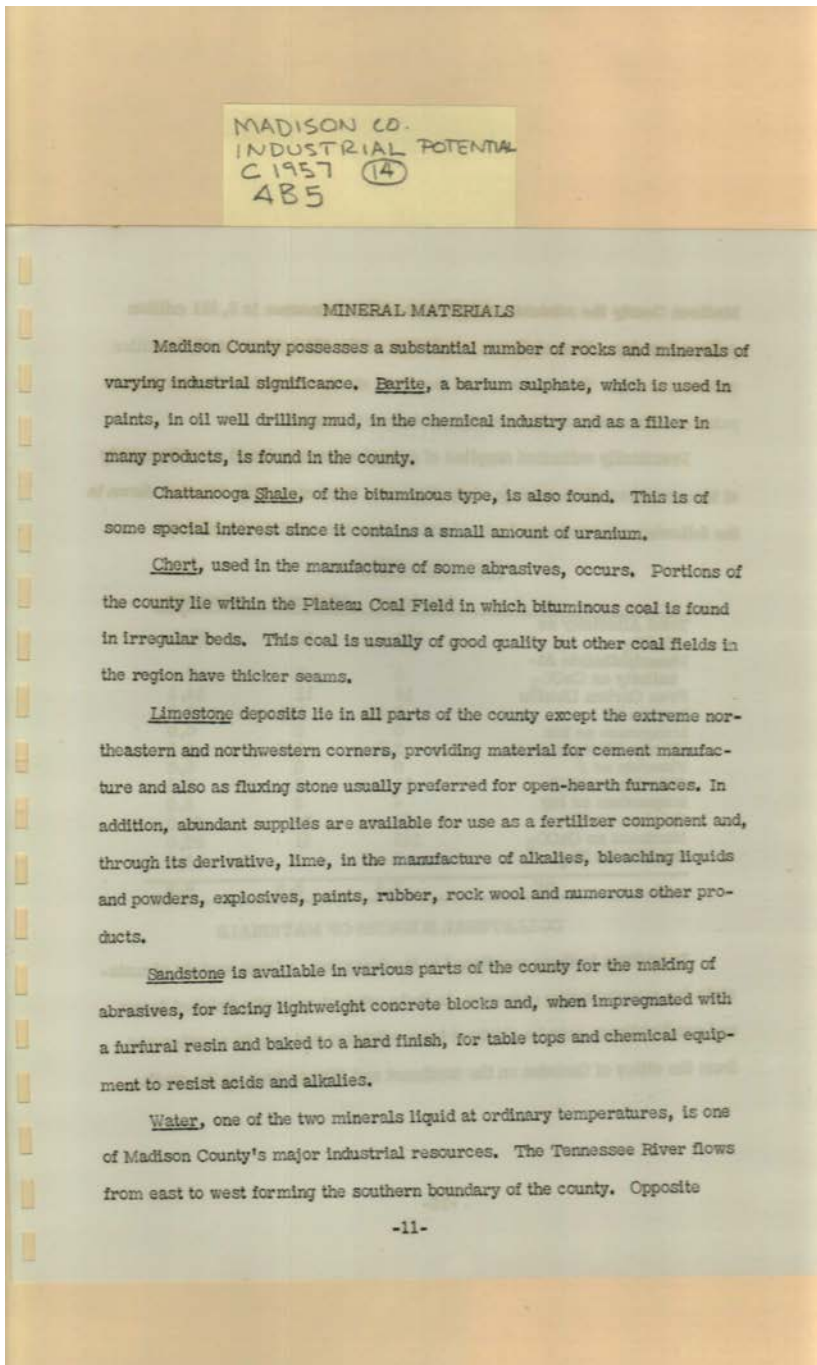 MADISON CO.
INDUSTRIAL POTENTIAL
C 1957 14
4B5
MINERAL MATERIALS
Madison County possesses a substantial number of rocks and minerals of
varying industrial significance. Barite, a barium sulphate, which is used in
paints, in oil well drilling mud, in the chemical industry and as a filler in
many products, is found in the county.
Chattanooga Shale, of the bituminous type, is also found. This is of
some special interest since it contains a small amount of uranium.
Chert, used in the manufacture of some abrasives, occurs. Portions of
the county lie within the Plateau Coal Field in which bituminous coal is found
in irregular beds. This coal is usually of good quality but other coal fields in
the region have thicker seams.
Limestone deposits lie in all parts of the county except the extreme nor-
theastern and northwestern corners, providing material for cement manufac-
ture and also as fluxing stone usually preferred for open-hearth furnaces. In
addition, abundant supplies are available for use as a fertilizer component and,
through its derivative, lime, in the manufacture of alkalies, bleaching liquids
and powders, explosives, paints, rubber, rock wool and numerous other pro-
ducts.
Sandstone is available in various parts of the county for the making of
abrasives, for facing lightweight concrete blocks and, when impregnated with
a furfural resin and baked to a hard finish, for table tops and chemical equip-
ment to resist acids and alkalies.
Water, one of the two minerals liquid at ordinary temperatures, is one
of Madison County's major industrial resources. The Tennessee River flows
from east to west forming the southern boundary of the county. Opposite
-11-